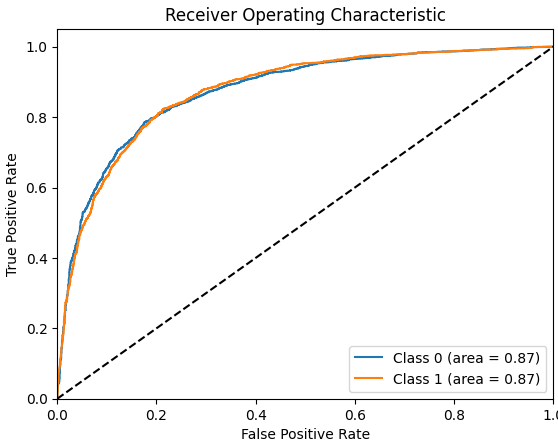 Receiver Operating Characteristic
1.0
0.8
0.6
0.4
0.2
0.0
True Positive Rate
Class 0 (area = 0.87)
Class 1 (area = 0.87)
0.0 0.2 0.4 0.6 0.8 1.0
False Positive Rate